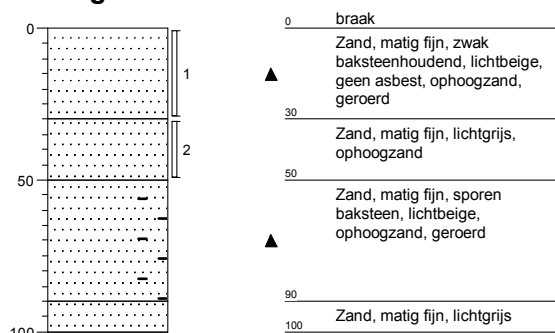 0
50
100
1
2
0
braak
Zand, matig fijn, zwak
baksteenhoudend, lichtbeige,
geen asbest, ophoogzand,
geroerd
30
Zand, matig fijn, lichtgrijs,
ophoogzand
50
Zand, matig fijn, sporen
baksteen, lichtbeige,
ophoogzand, geroerd
90
Zand, matig fijn, lichtgrijs
100